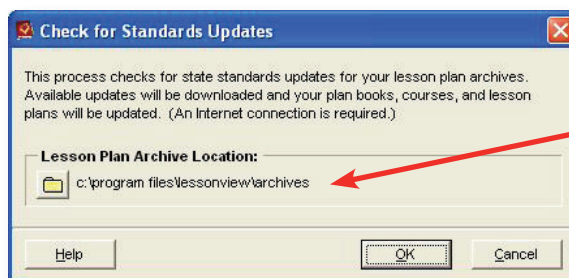 Check for Standards Updates
This process checks for state standards updates for your lesson plan archives.
Available updates will be downloaded and your plan books, courses, and lesson
plans will be updated. (An Internet connection is required.)
Lesson Plan Archive Location:
c:\program files\lessonview\archives
Help
OK
Cancel